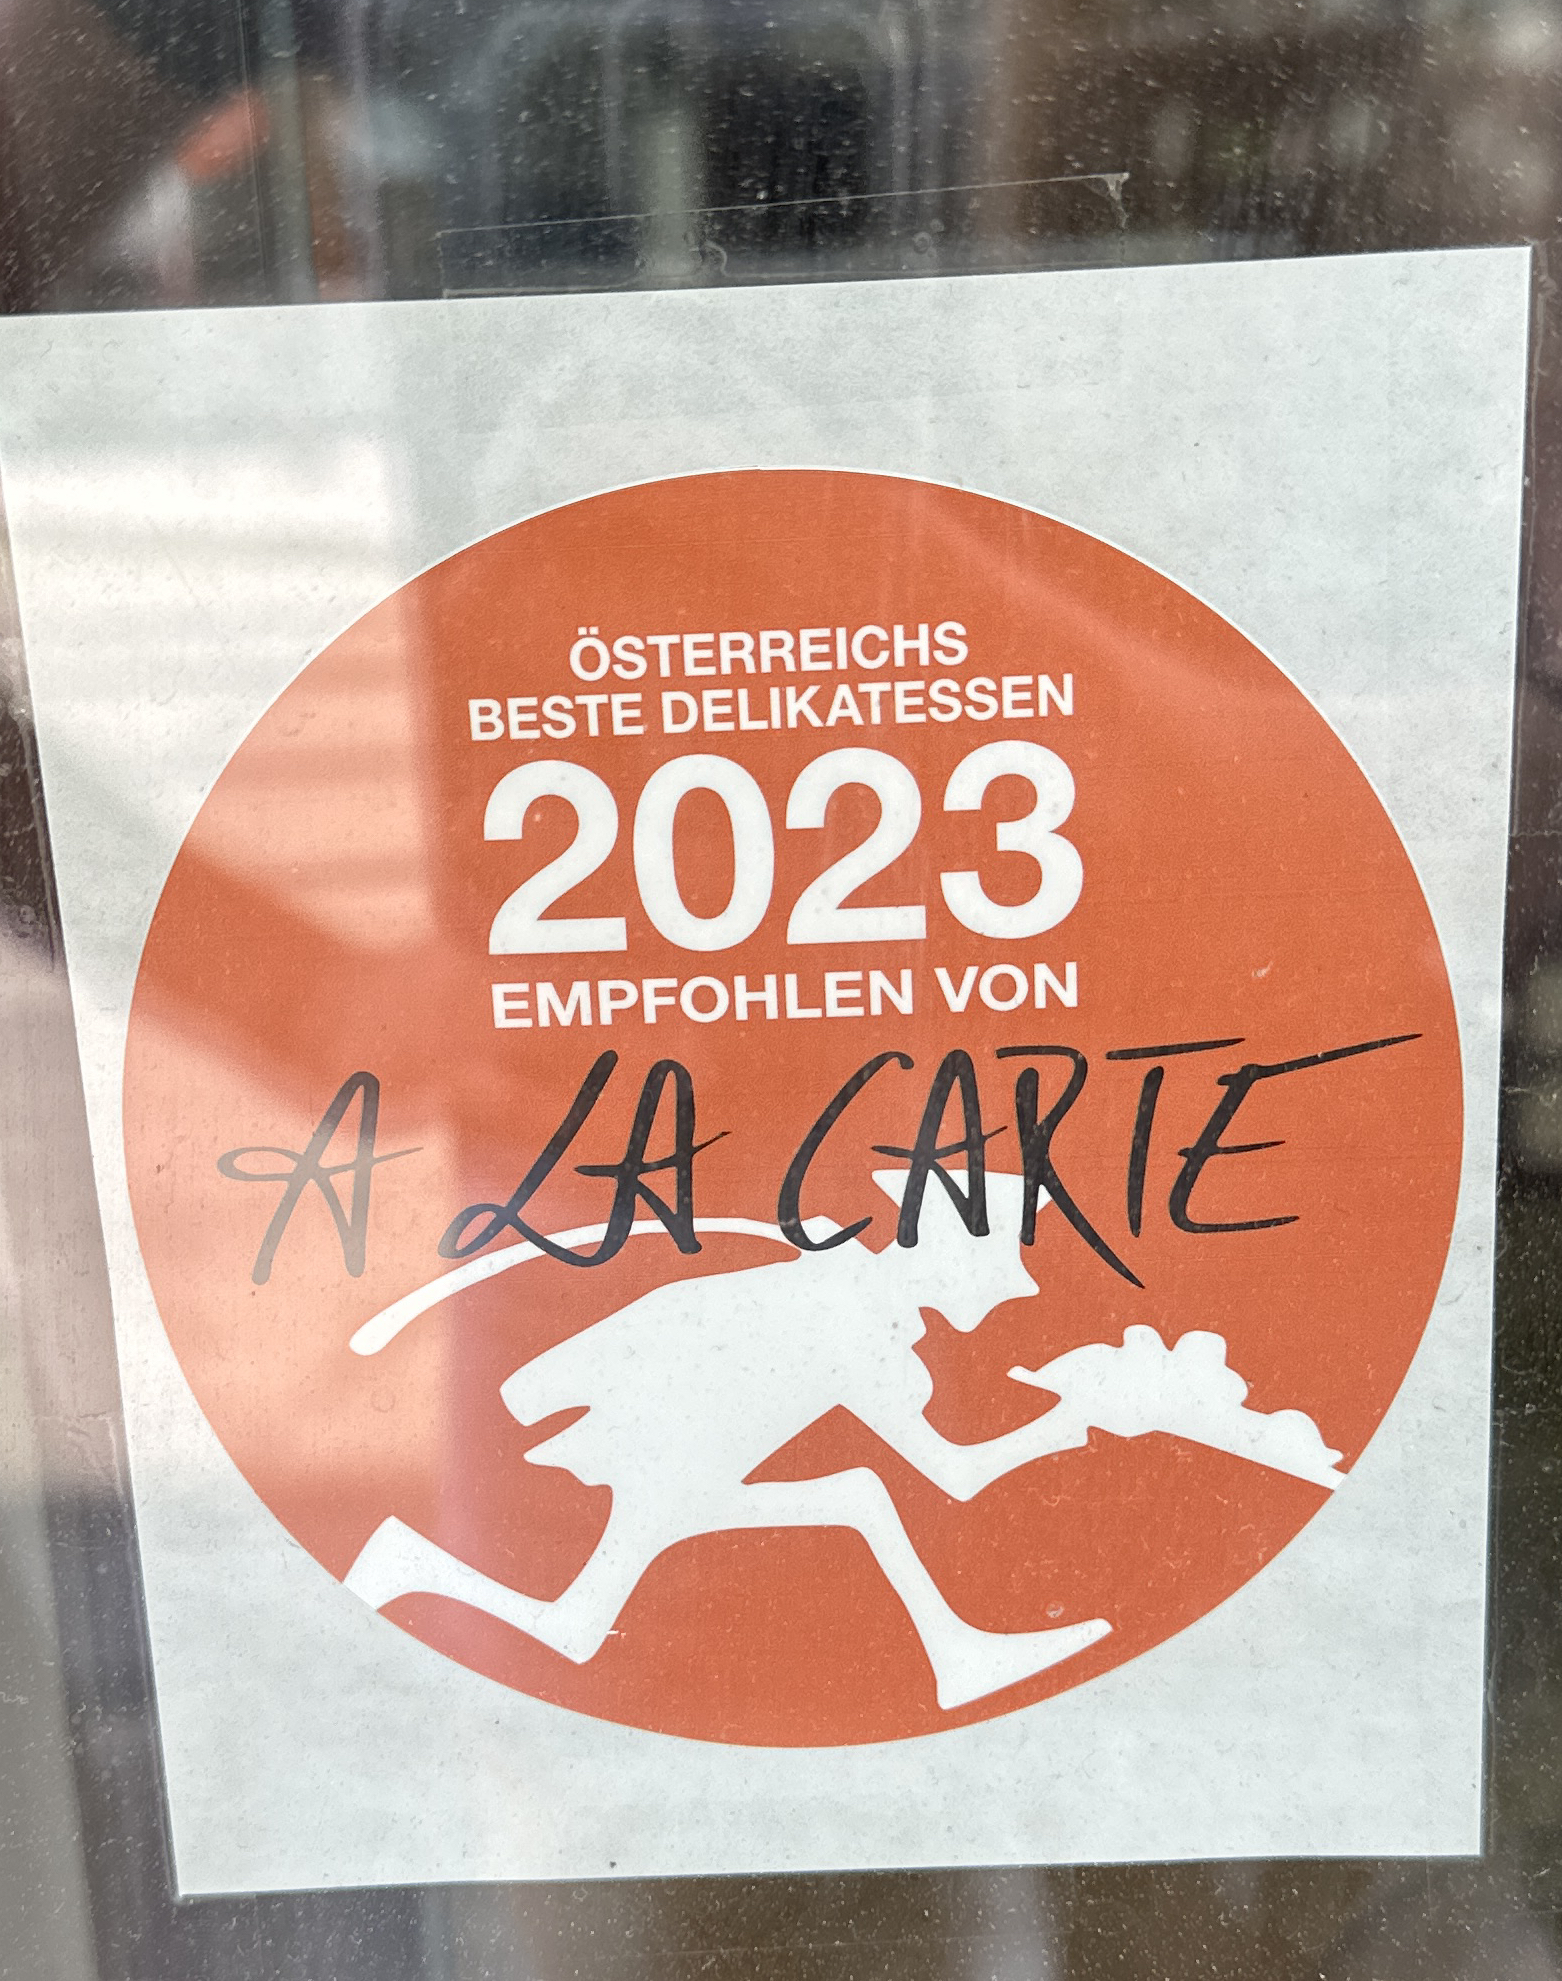 ÖSTERREICHS
BESTE DELIKATESSEN
2023
EMPFOHLEN VON
A LA CARTE